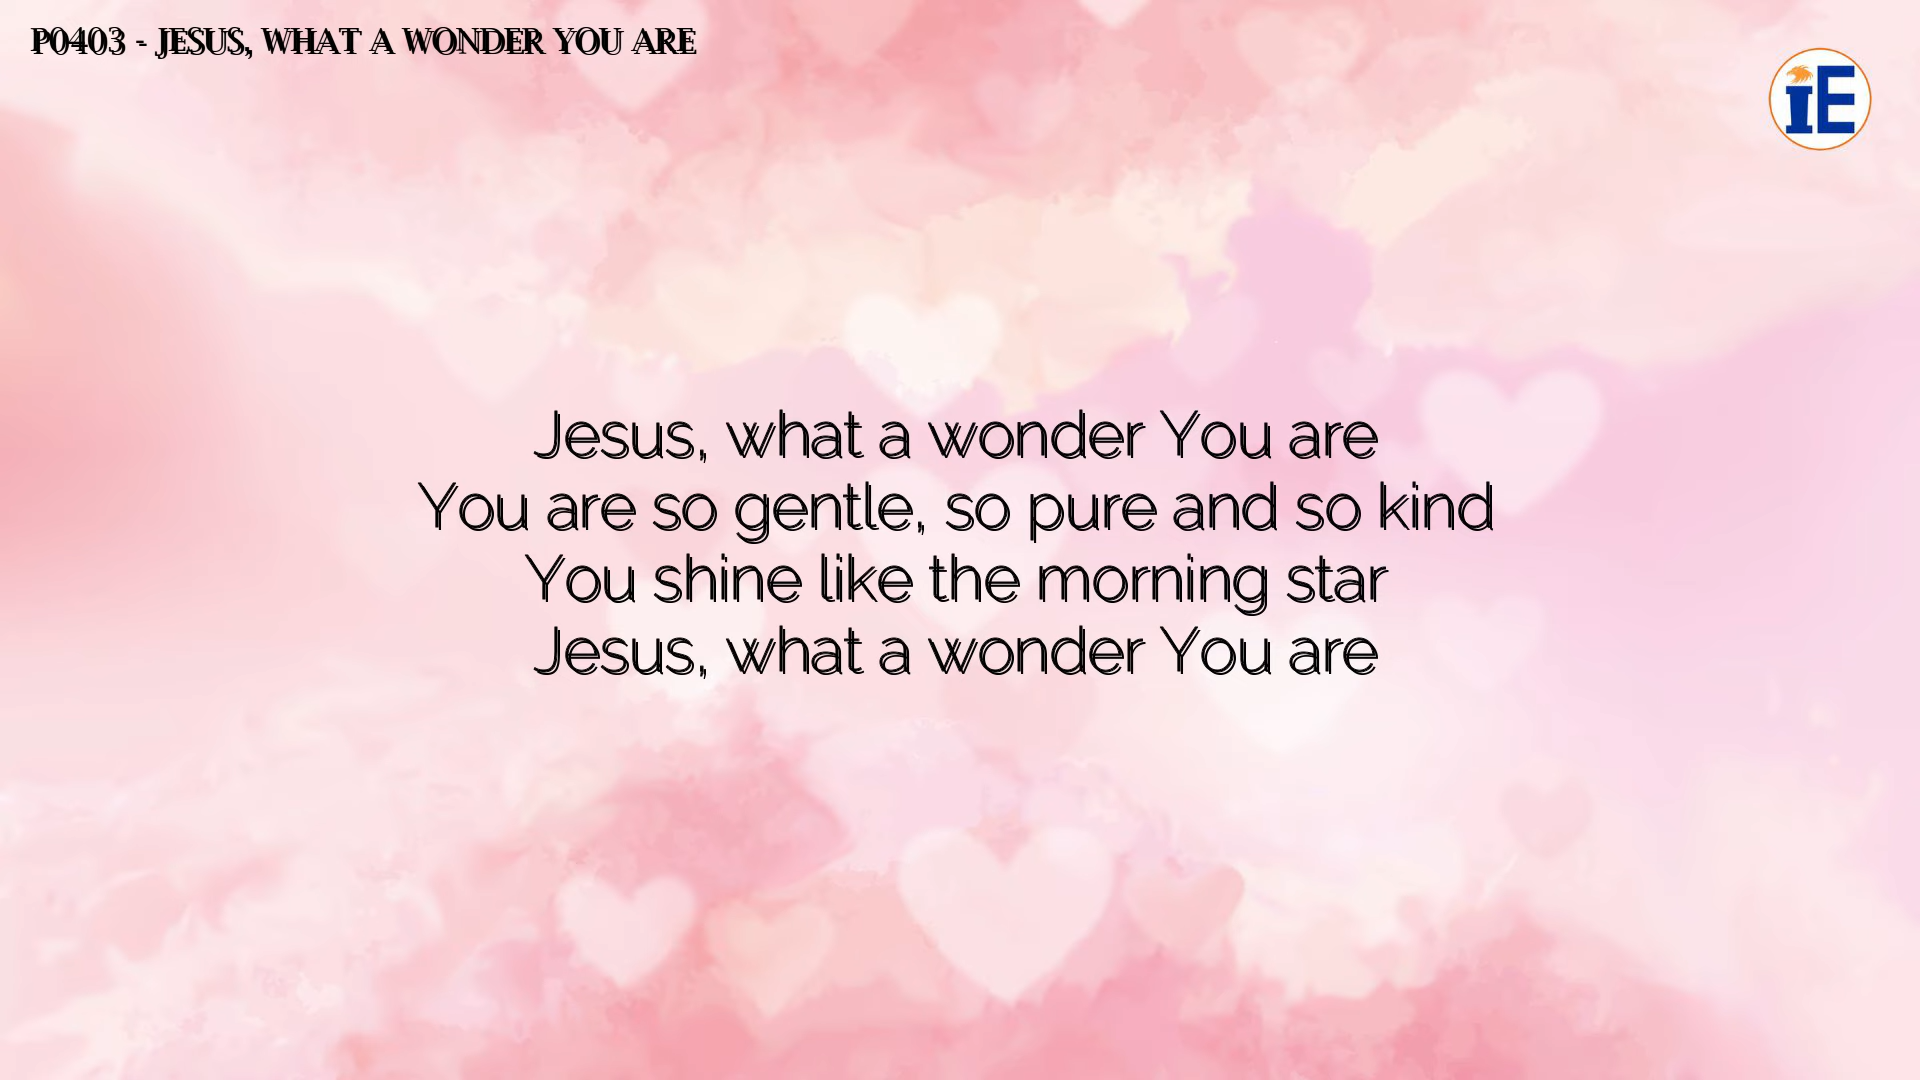 P0403 - JESUS, WHAT A WONDER YOU ARE
IE
Jesus, what a wonder You are
You are so gentle, so pure and so kind
You shine like the morning star
Jesus, what a wonder You are